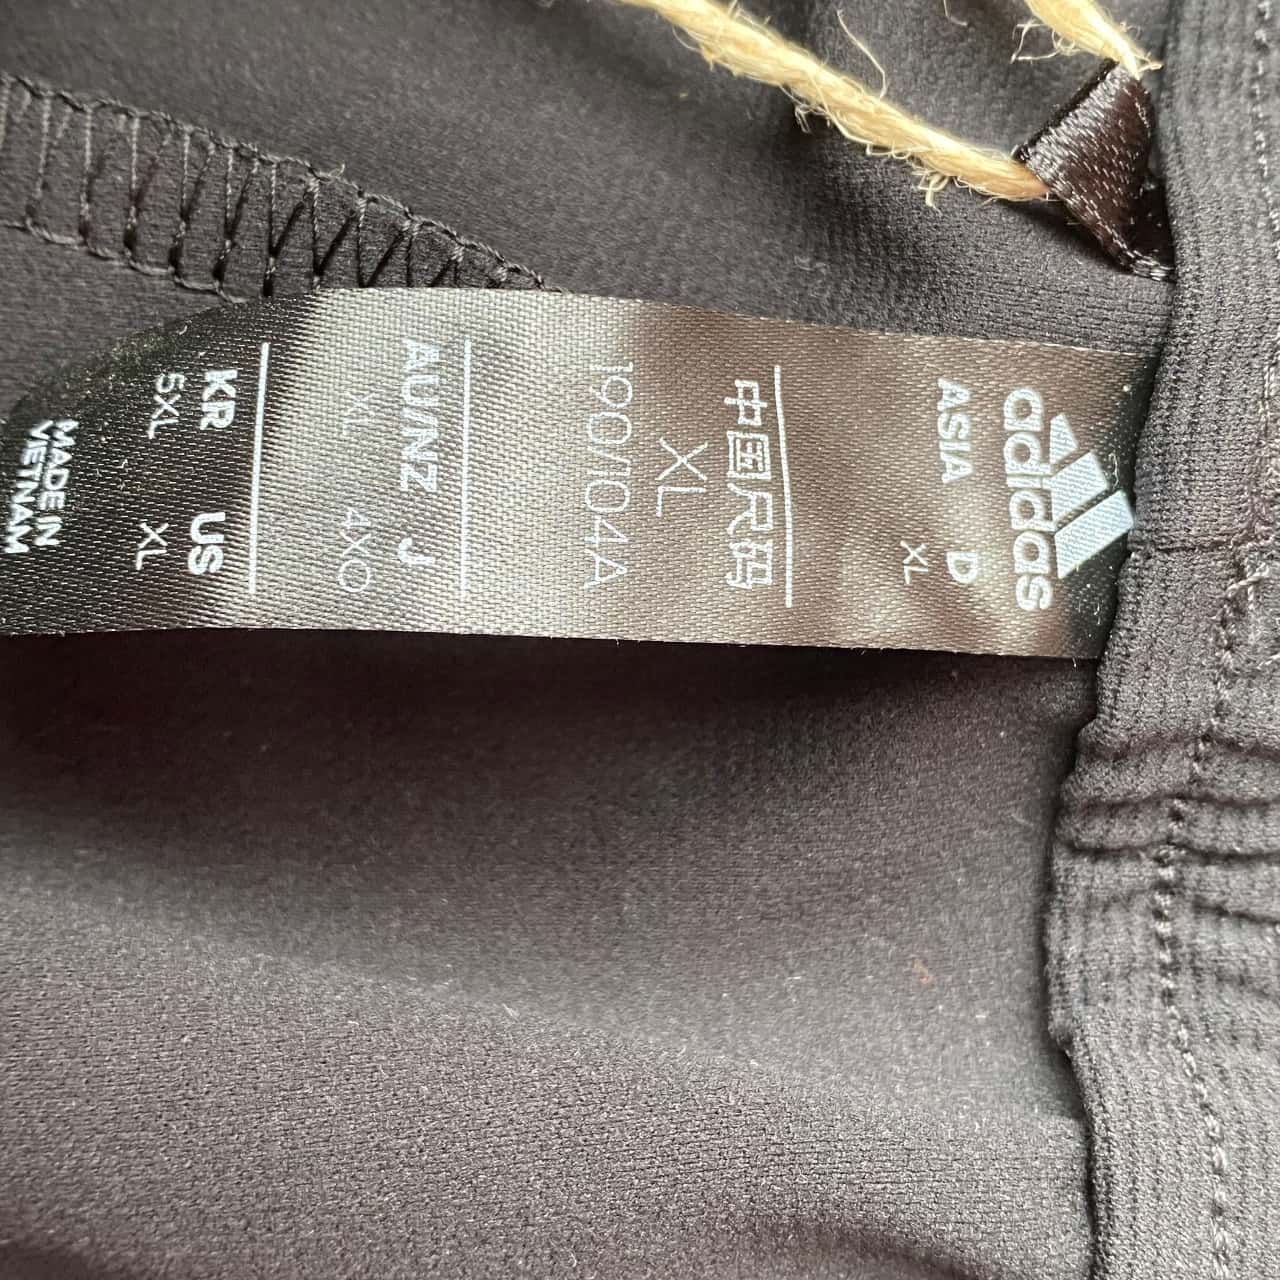 adidas
ASIA D
XL
中国尺码
XL
190/104A
AU/NZ J
XL 4XO
KR US
5XL XL
MADE IN
VIETNAM